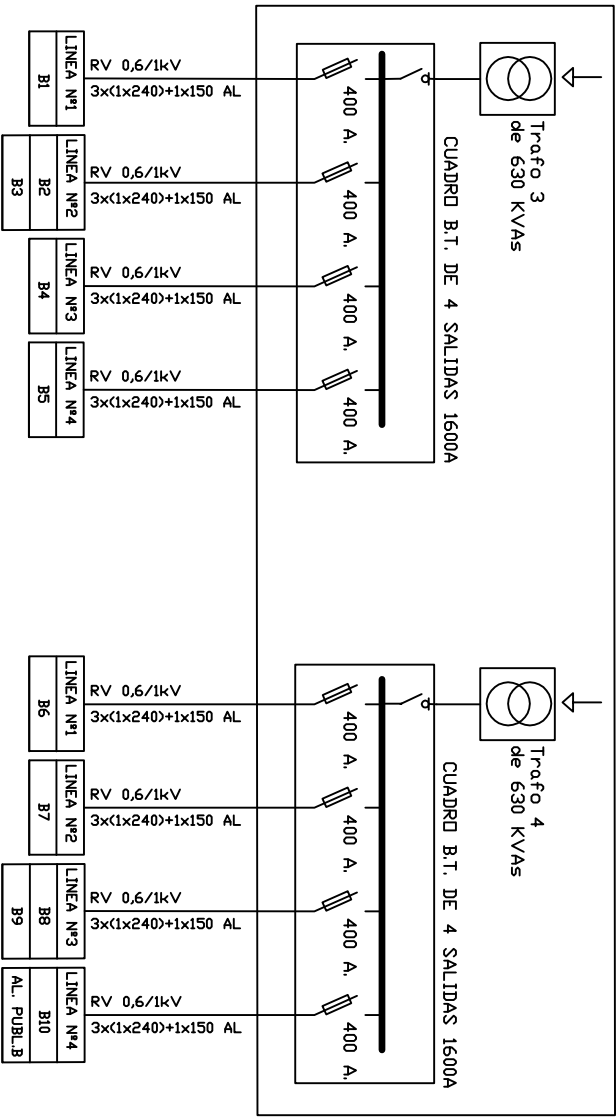 Trafo 3
de 630 KVAs
CUADRO B.T. DE 4 SALIDAS 1600A
400 A.
400 A.
400 A.
400 A.
RV 0,6/1kV
3x(1x240)+1x150 AL
RV 0,6/1kV
3x(1x240)+1x150 AL
RV 0,6/1kV
3x(1x240)+1x150 AL
RV 0,6/1kV
3x(1x240)+1x150 AL
LINEA Nº1
B1
LINEA Nº2
B2
B3
LINEA Nº3
B4
LINEA Nº4
B5
Trafo 4
de 630 KVAs
CUADRO B.T. DE 4 SALIDAS 1600A
400 A.
400 A.
400 A.
400 A.
RV 0,6/1kV
3x(1x240)+1x150 AL
RV 0,6/1kV
3x(1x240)+1x150 AL
RV 0,6/1kV
3x(1x240)+1x150 AL
RV 0,6/1kV
3x(1x240)+1x150 AL
LINEA Nº1
B6
LINEA Nº2
B7
LINEA Nº3
B8
B9
LINEA Nº4
B10
AL. PUBL.B